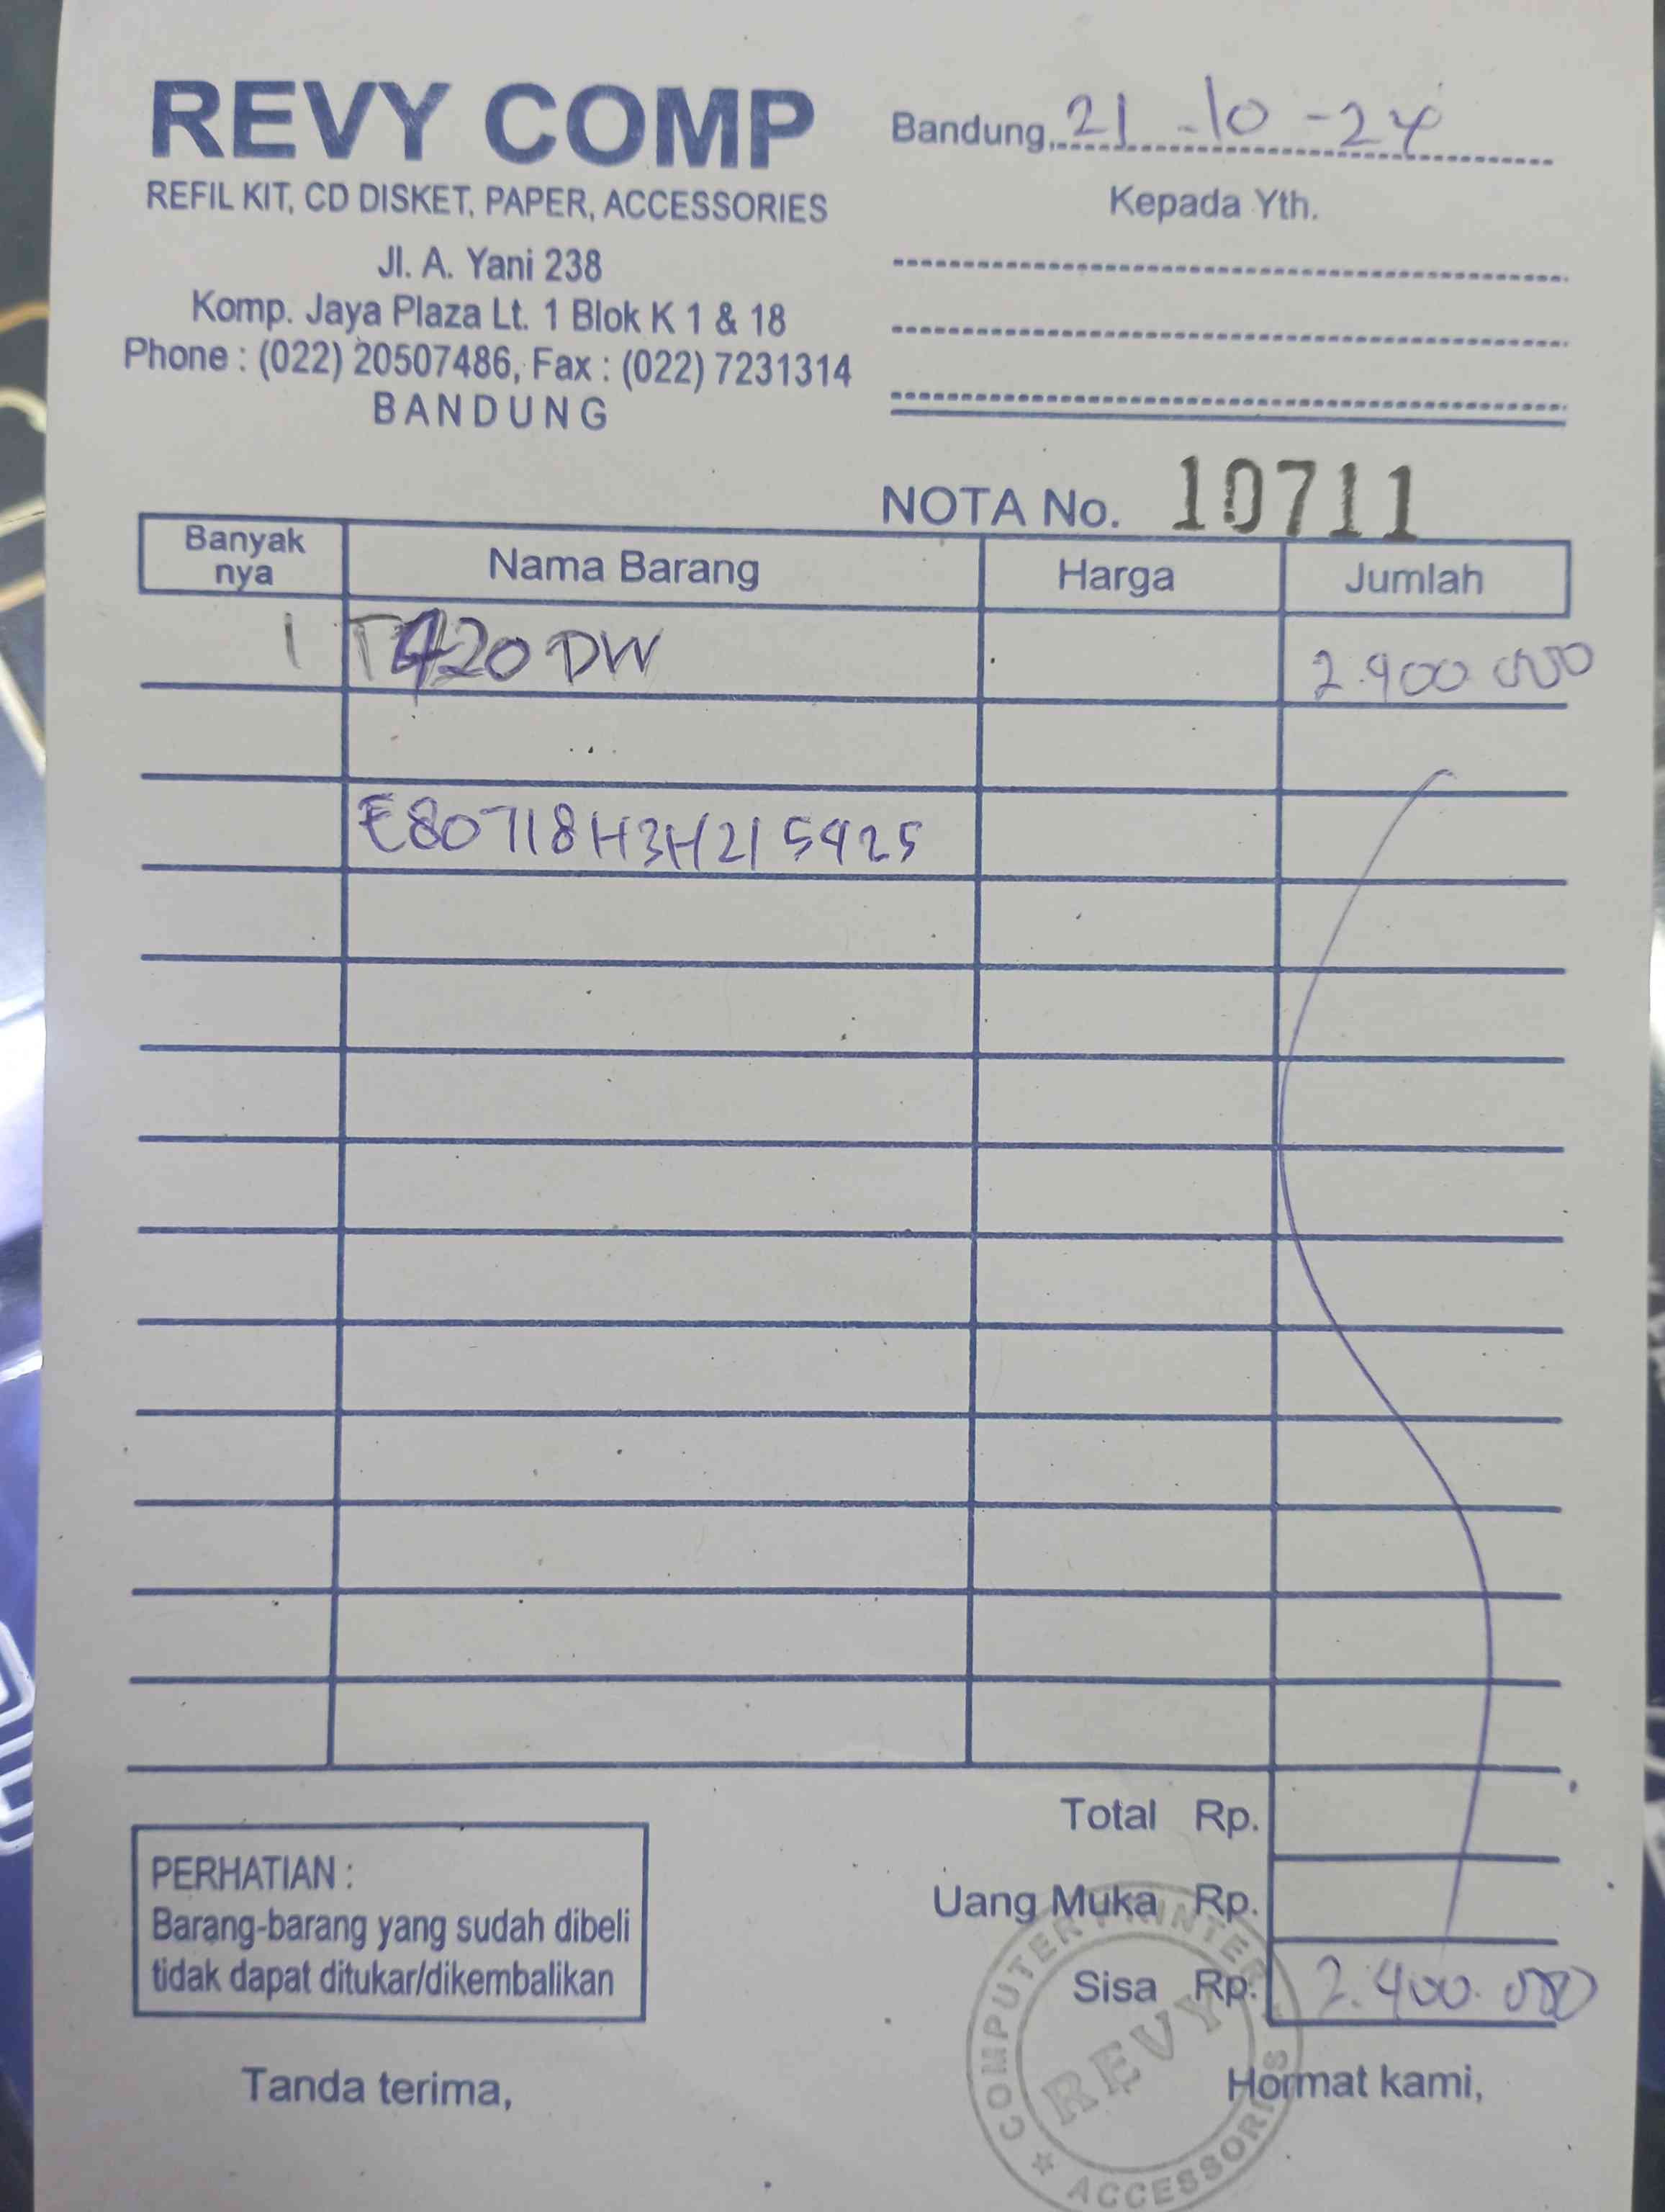 REVY COMP
REFIL KIT, CD DISKET, PAPER, ACCESSORIES
Jl. A. Yani 238
Komp. Jaya Plaza Lt. 1 Blok K 1 & 18
Phone : (022) 20507486, Fax : (022) 7231314
BANDUNG
Bandung, 21-10-24
Kepada Yth.
NOTA No. 10711
Banyak nya Nama Barang Harga Jumlah
1 T420 DW 2.400.000
E80718H3H215425
Total Rp.
Uang Muka Rp.
Sisa Rp. 2.400.000
PERHATIAN :
Barang-barang yang sudah dibeli
tidak dapat ditukar/dikembalikan
Tanda terima,
Hormat kami,
COMPUTER PRINTER
REVY
ACCESSORIS